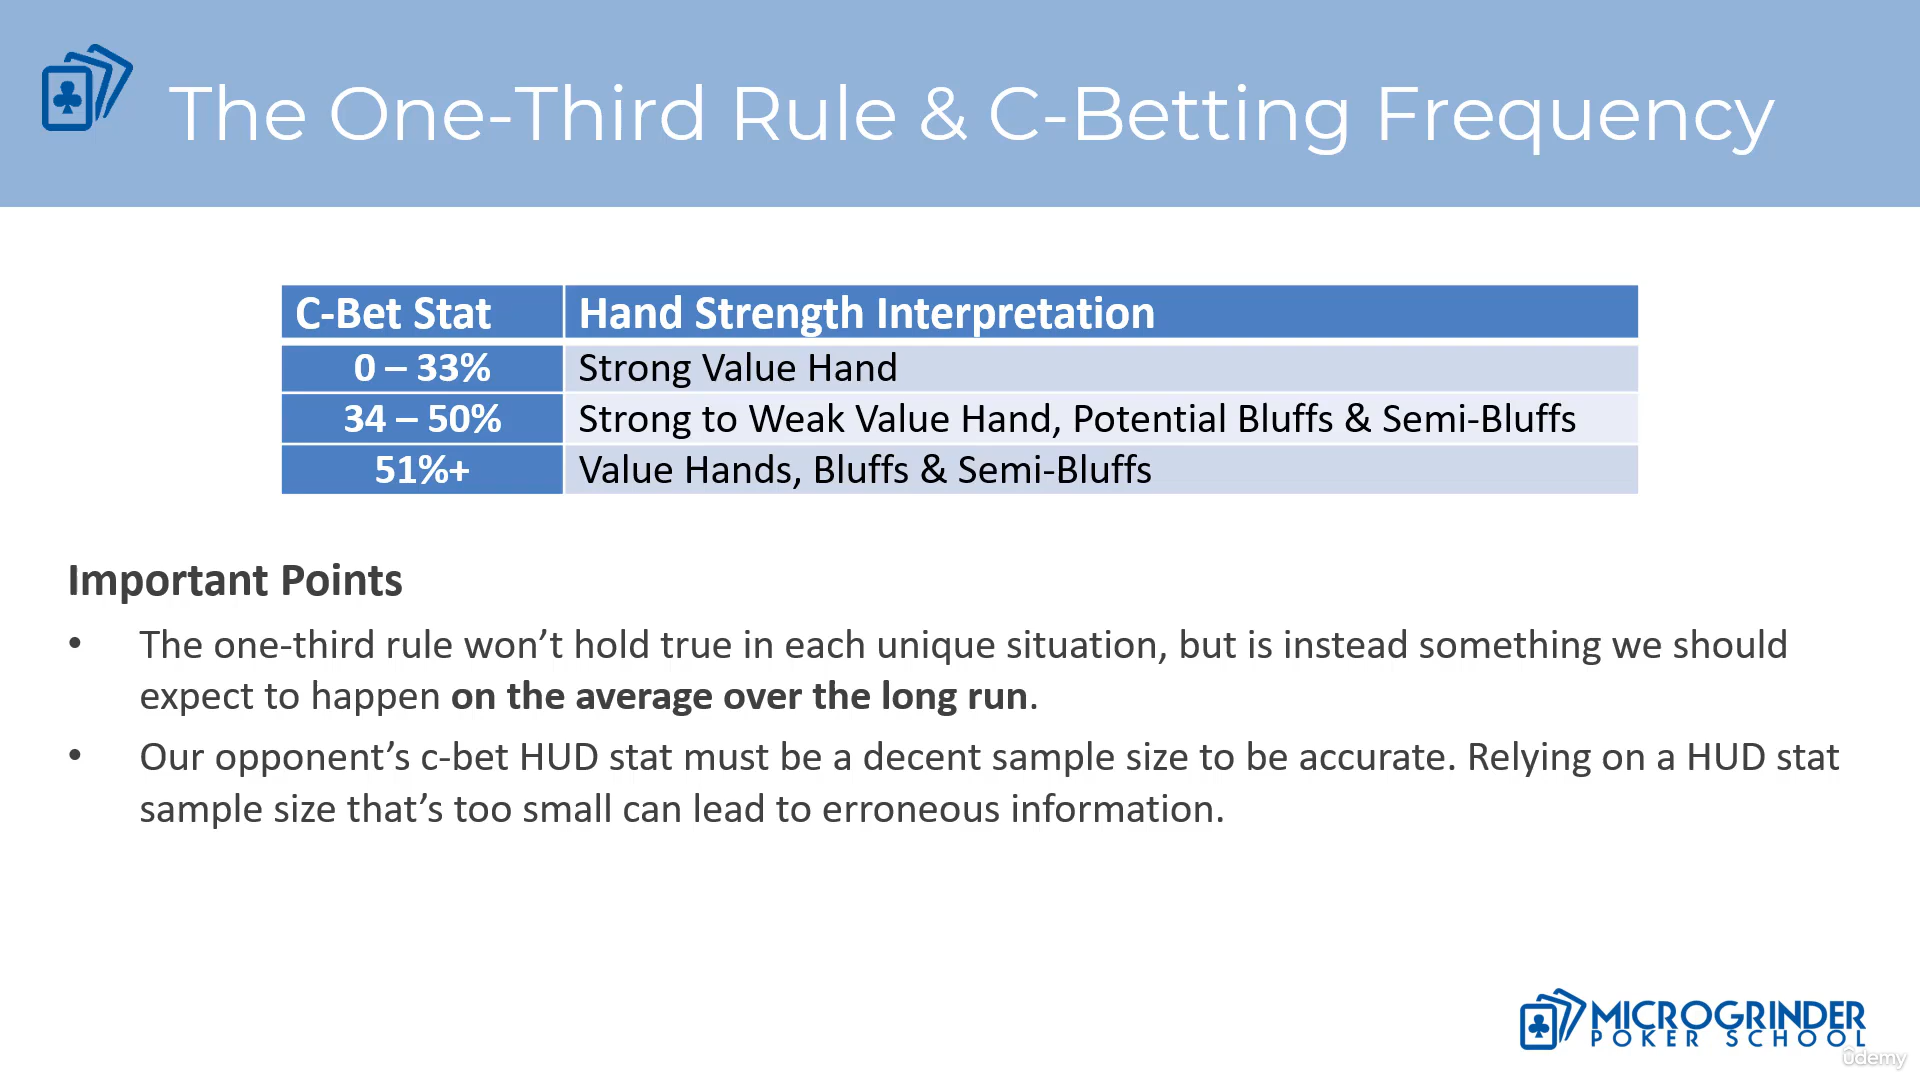 The One-Third Rule & C-Betting Frequency
C-Bet Stat Hand Strength Interpretation
0 – 33% Strong Value Hand
34 – 50% Strong to Weak Value Hand, Potential Bluffs & Semi-Bluffs
51%+ Value Hands, Bluffs & Semi-Bluffs
Important Points
• The one-third rule won’t hold true in each unique situation, but is instead something we should
expect to happen on the average over the long run.
• Our opponent’s c-bet HUD stat must be a decent sample size to be accurate. Relying on a HUD stat
sample size that’s too small can lead to erroneous information.
MICROGRINDER
POKER SCHOOL
ûdemy